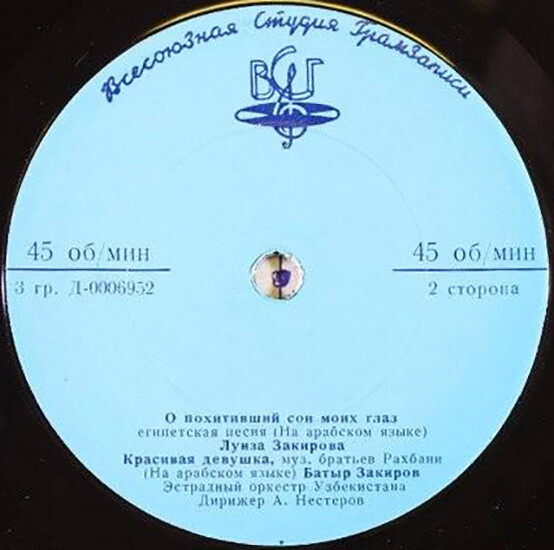 Всесоюзная Студия Грамзаписи
ВСГ
45 об/мин
45 об/мин
3 гр. Д-0006952
2 сторона
О похитивший сон моих глаз
египетская песня (На арабском языке)
Луиза Закирова
Красивая девушка, муз. братьев Рахбани
(На арабском языке) Батыр Закиров
Эстрадный оркестр Узбекистана
Дирижер А. Нестеров